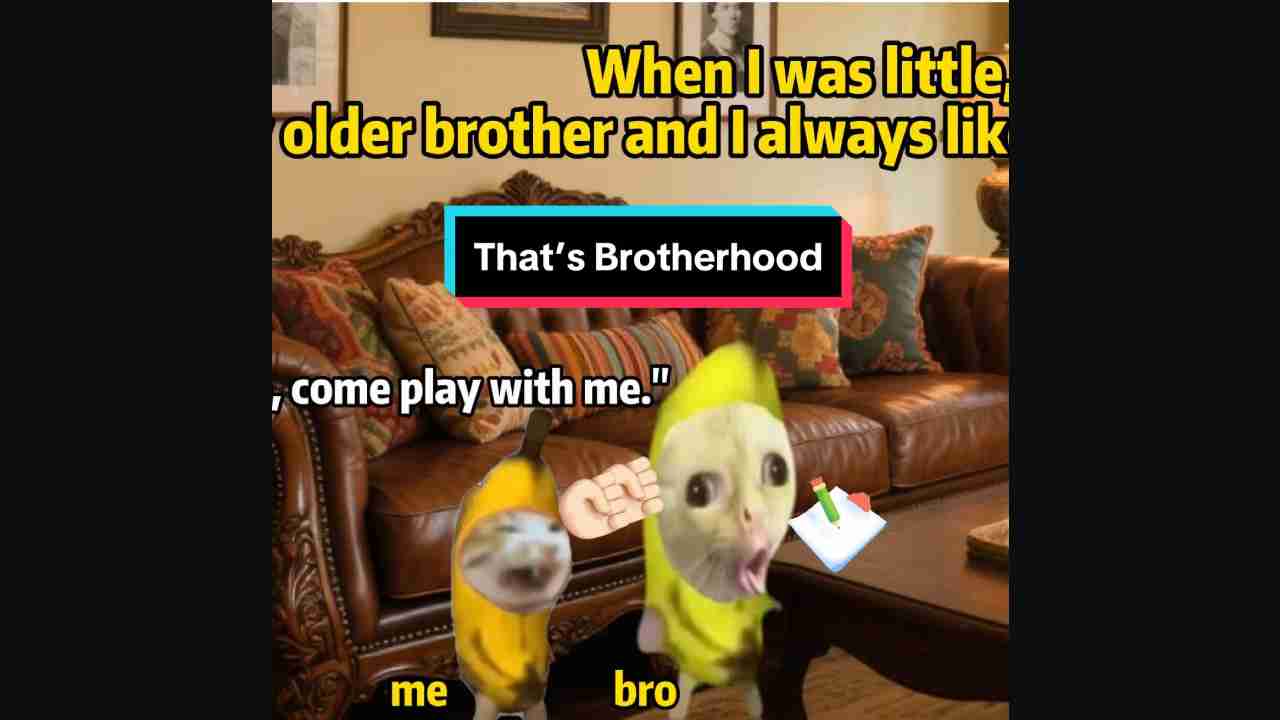 When I was little,
older brother and I always lik
That's Brotherhood
, come play with me."
me
bro